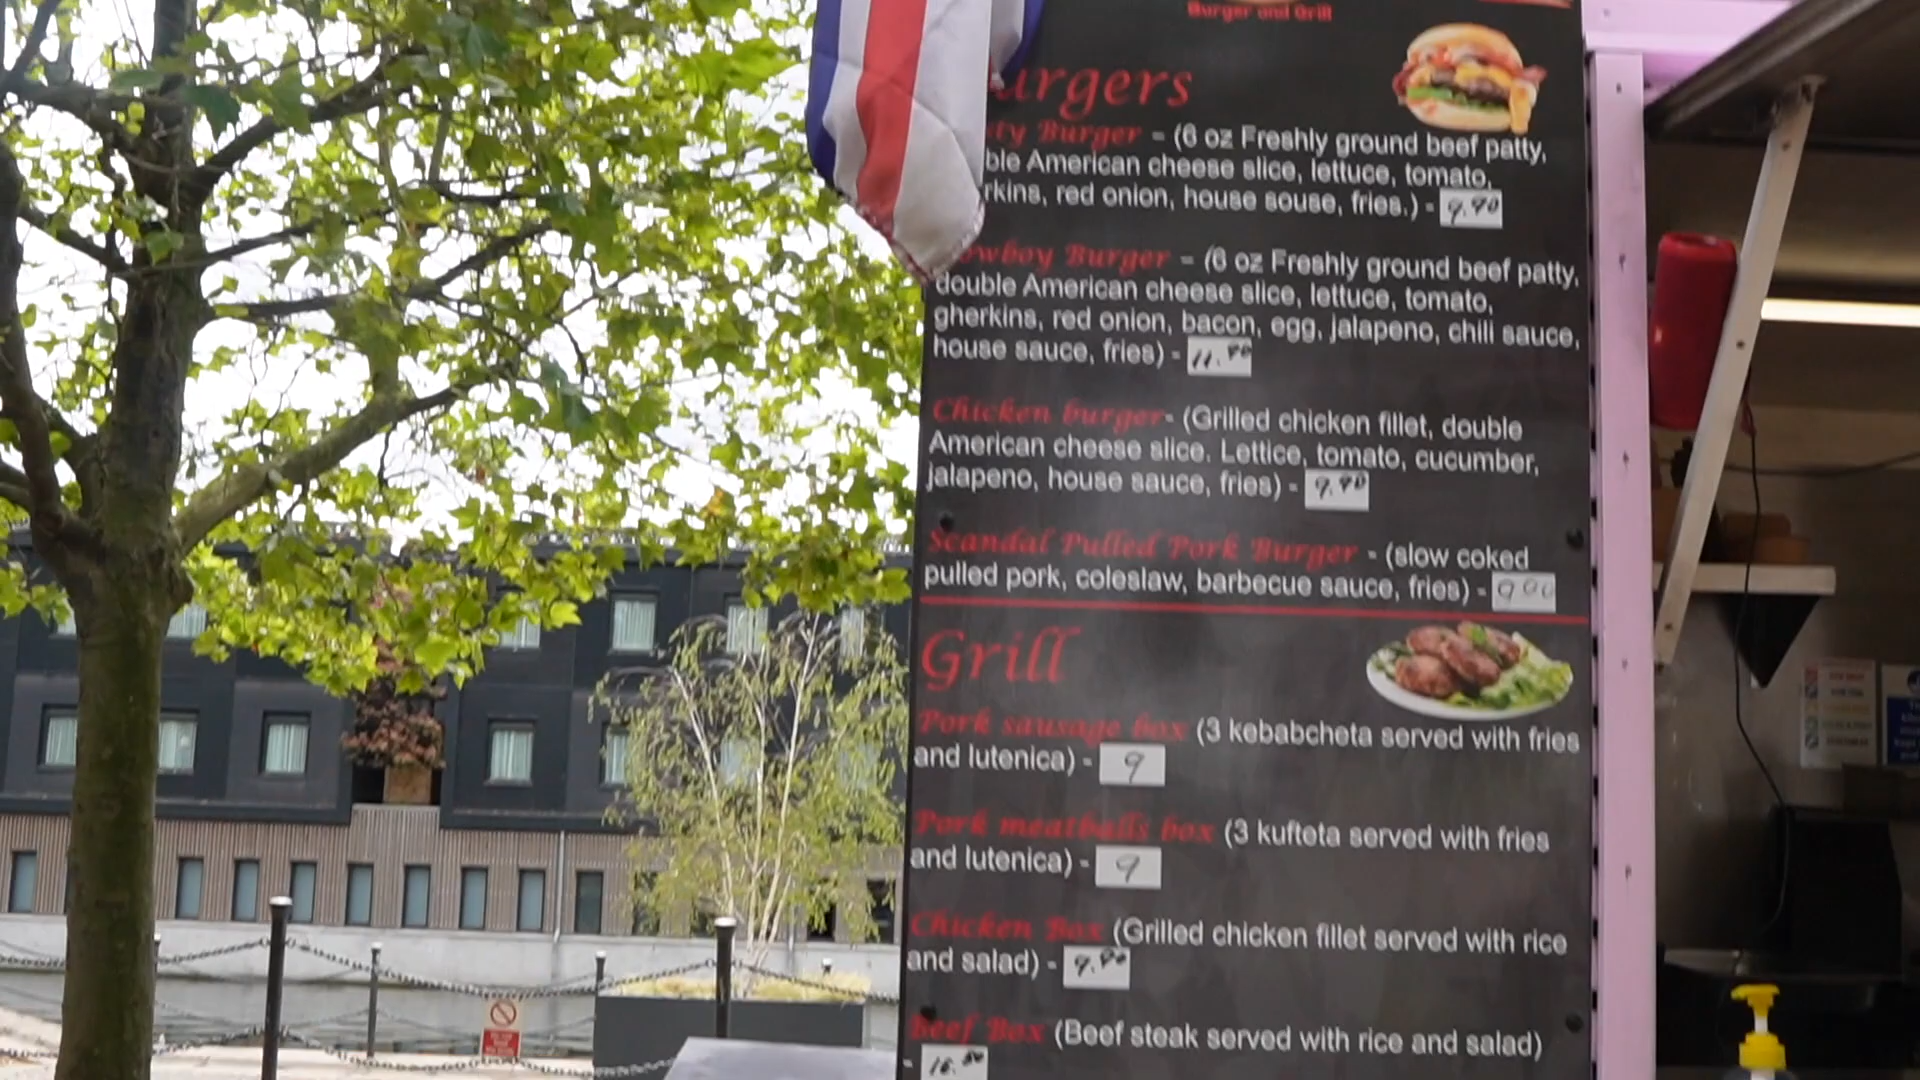 Burger and Grill
urgers
ty Burger - (6 oz Freshly ground beef patty,
ble American cheese slice, lettuce, tomato,
rkins, red onion, house souse, fries.) - 9.90
owboy Burger - (6 oz Freshly ground beef patty,
double American cheese slice, lettuce, tomato,
gherkins, red onion, bacon, egg, jalapeno, chili sauce,
house sauce, fries) - 11.90
Chicken burger- (Grilled chicken fillet, double
American cheese slice. Lettice, tomato, cucumber,
jalapeno, house sauce, fries) - 9.90
Scandal Pulled Pork Burger - (slow coked
pulled pork, coleslaw, barbecue sauce, fries) - 9.90
Grill
Pork sausage box (3 kebabcheta served with fries
and lutenica) - 9
Pork meatballs box (3 kufteta served with fries
and lutenica) - 9
Chicken Box (Grilled chicken fillet served with rice
and salad) - 9.90
Beef Box (Beef steak served with rice and salad)
-